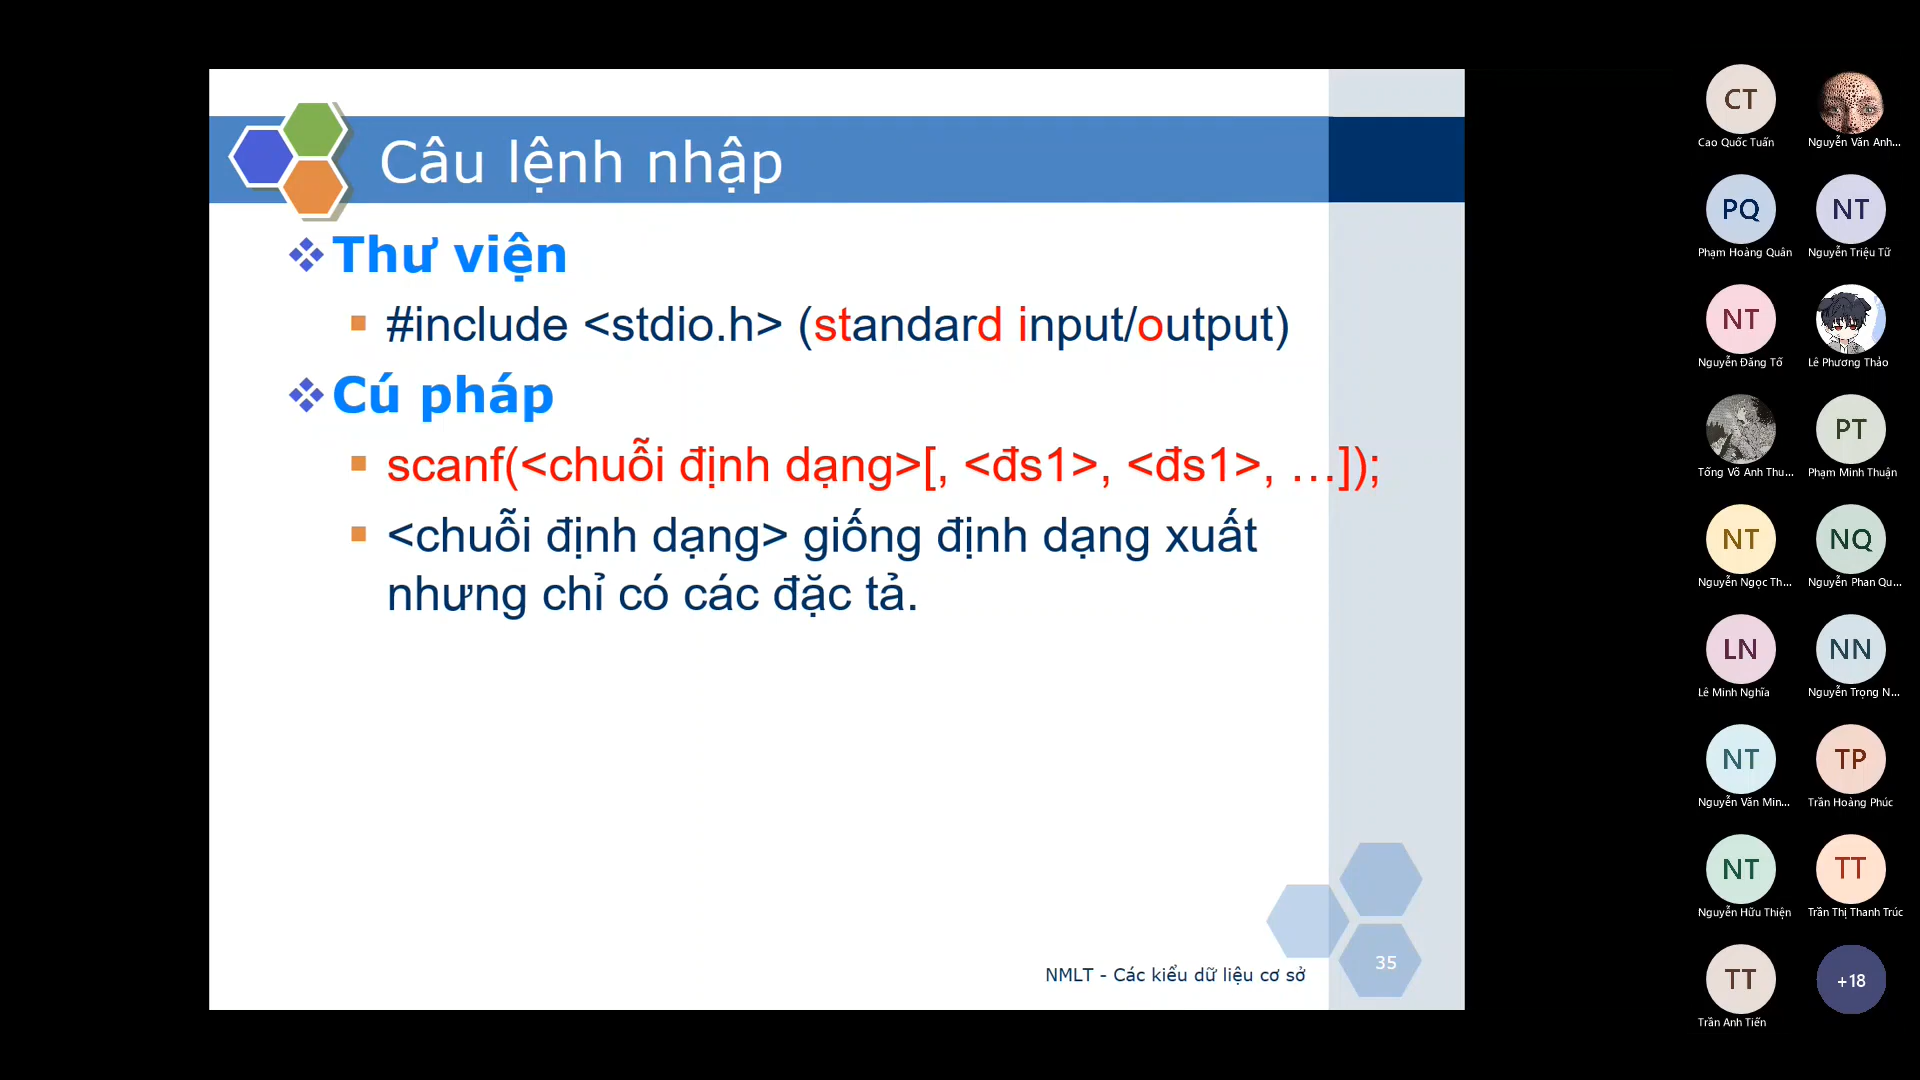 Câu lệnh nhập
Thư viện
#include <stdio.h> (standard input/output)
Cú pháp
scanf(<chuỗi định dạng>[, <đs1>, <đs1>, …]);
<chuỗi định dạng> giống định dạng xuất
nhưng chỉ có các đặc tả.
NMLT - Các kiểu dữ liệu cơ sở
35
CT
Cao Quốc Tuấn
Nguyễn Văn Anh...
PQ
NT
Phạm Hoàng Quân
Nguyễn Triệu Tử
NT
Nguyễn Đăng Tố
Lê Phương Thảo
PT
Tống Võ Anh Thu...
Phạm Minh Thuận
NT
NQ
Nguyễn Ngọc Th...
Nguyễn Phan Qu...
LN
NN
Lê Minh Nghĩa
Nguyễn Trọng N...
NT
TP
Nguyễn Văn Min...
Trần Hoàng Phúc
NT
TT
Nguyễn Hữu Thiện
Trần Thị Thanh Trúc
TT
+18
Trần Anh Tiến